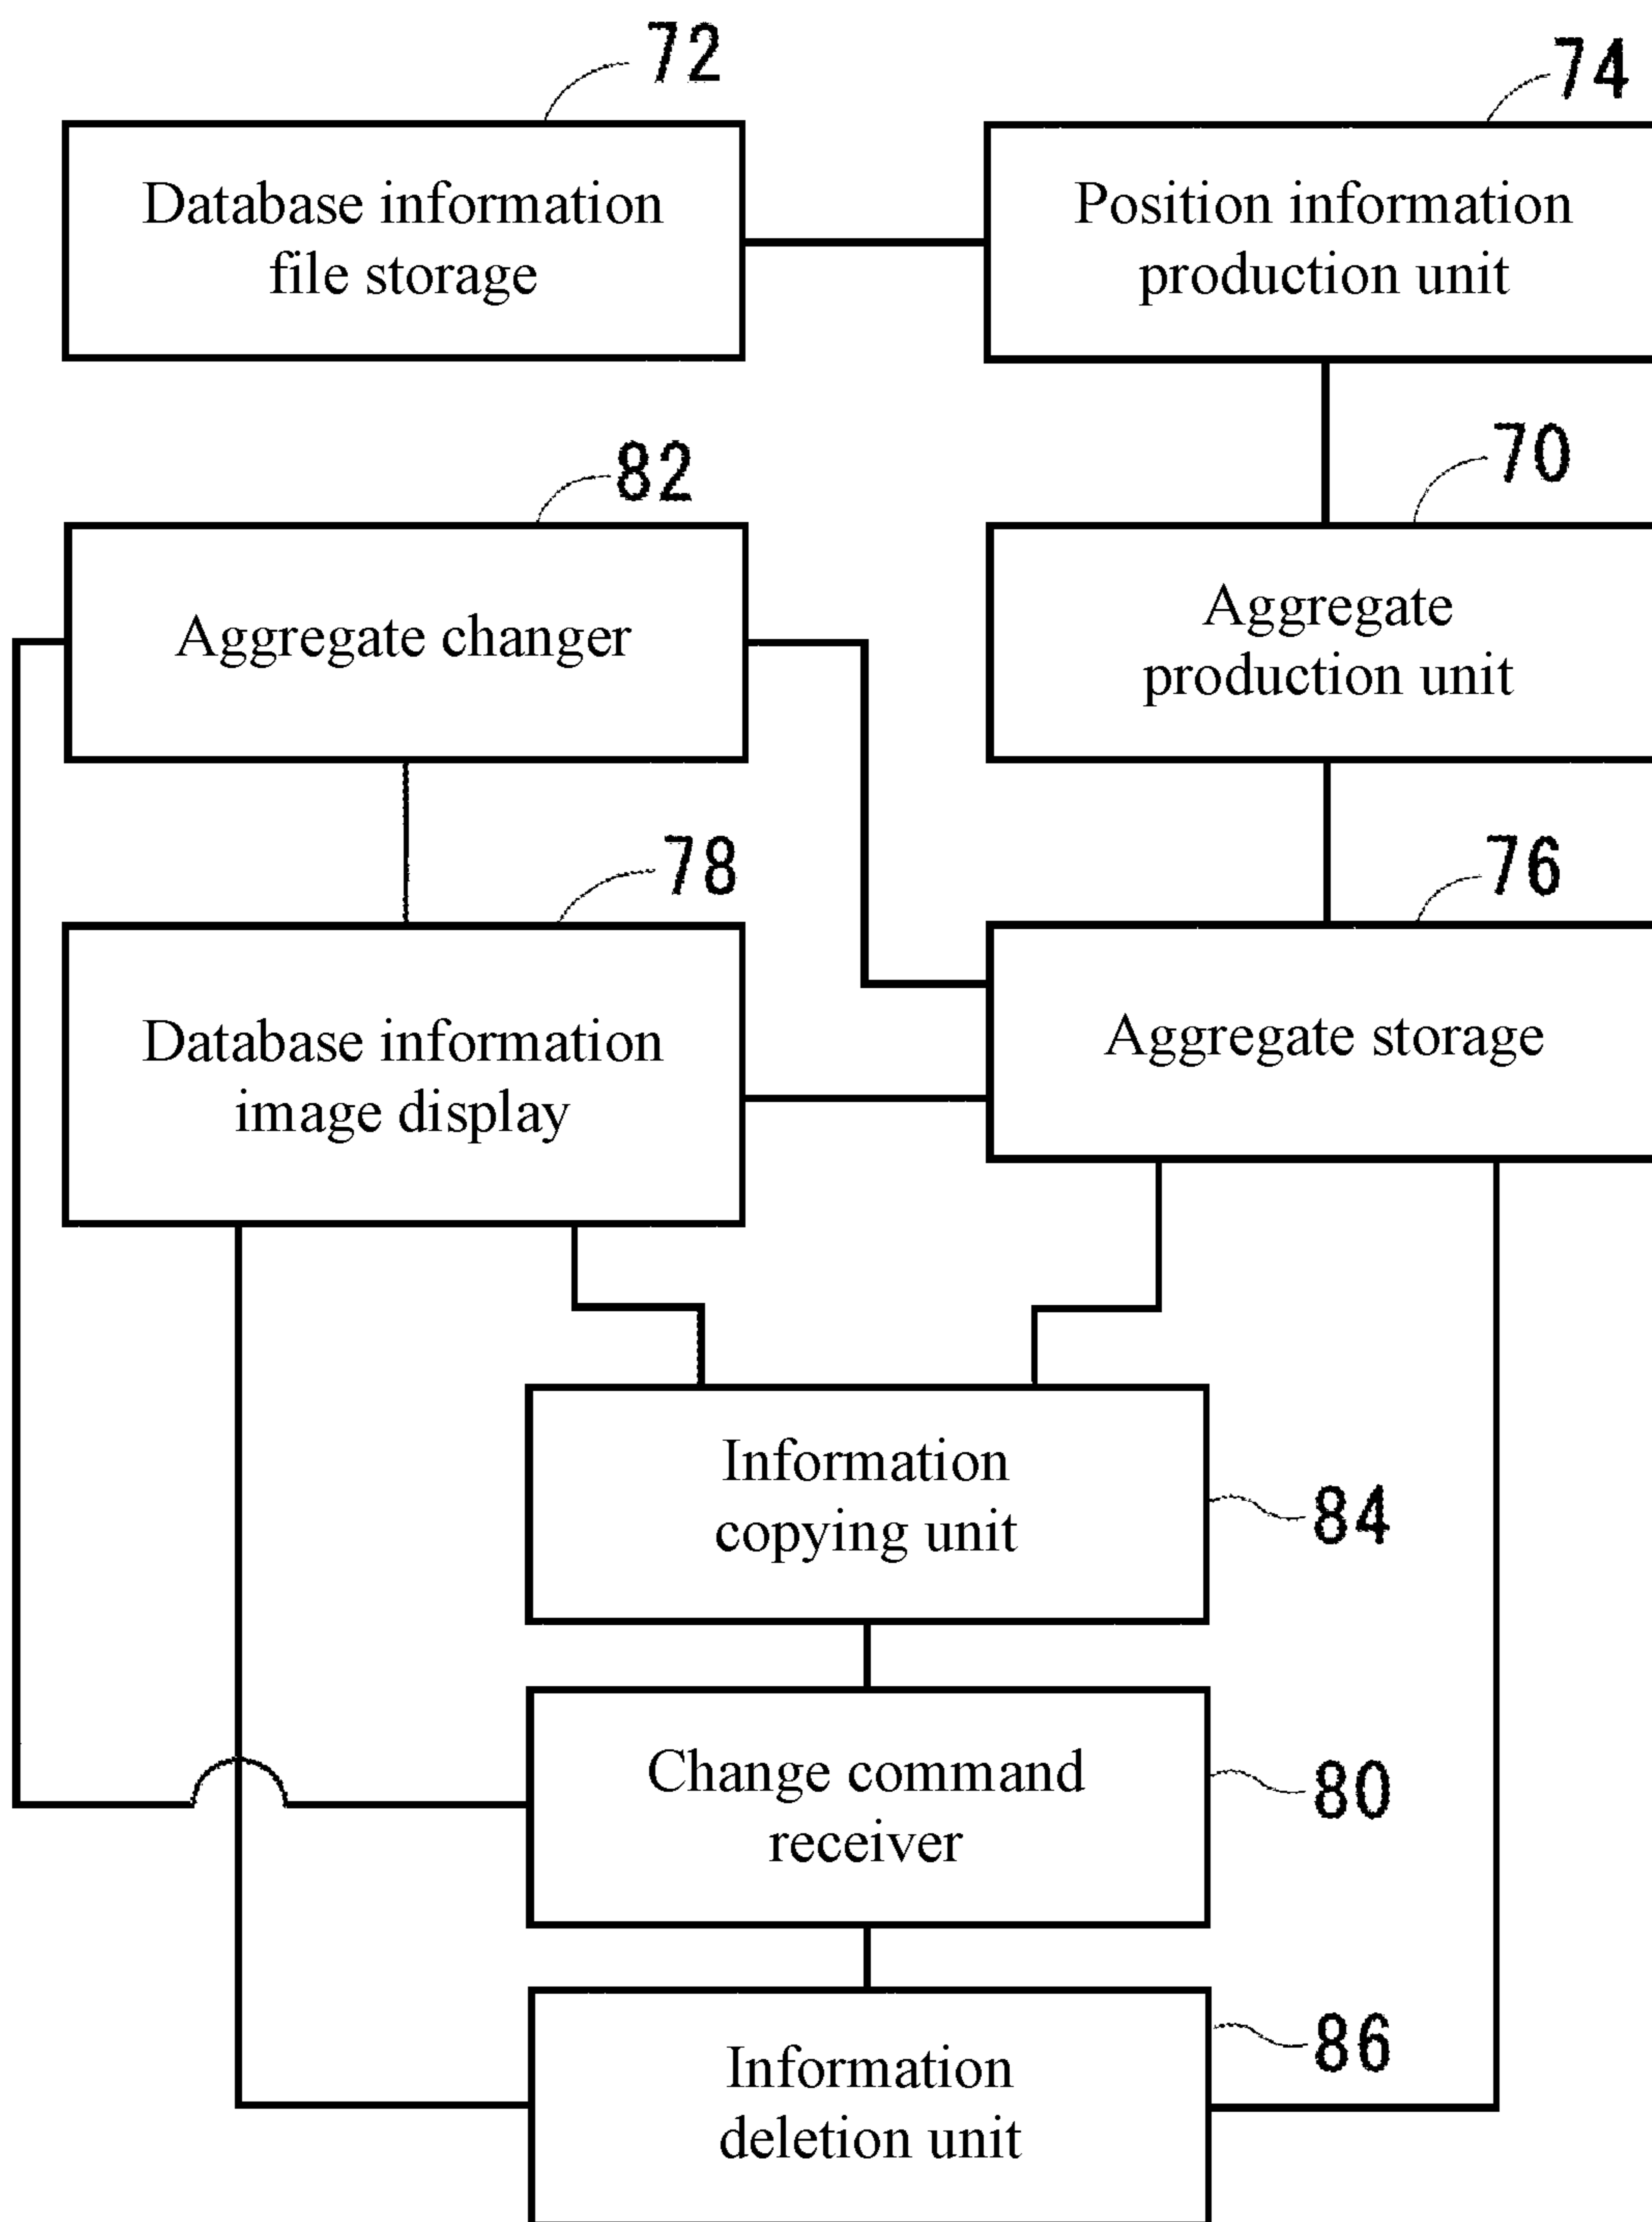 72
74
Database information
file storage
Position information
production unit
82
70
Aggregate changer
Aggregate
production unit
78
76
Database information
image display
Aggregate storage
Information
copying unit
84
Change command
receiver
80
Information
deletion unit
86